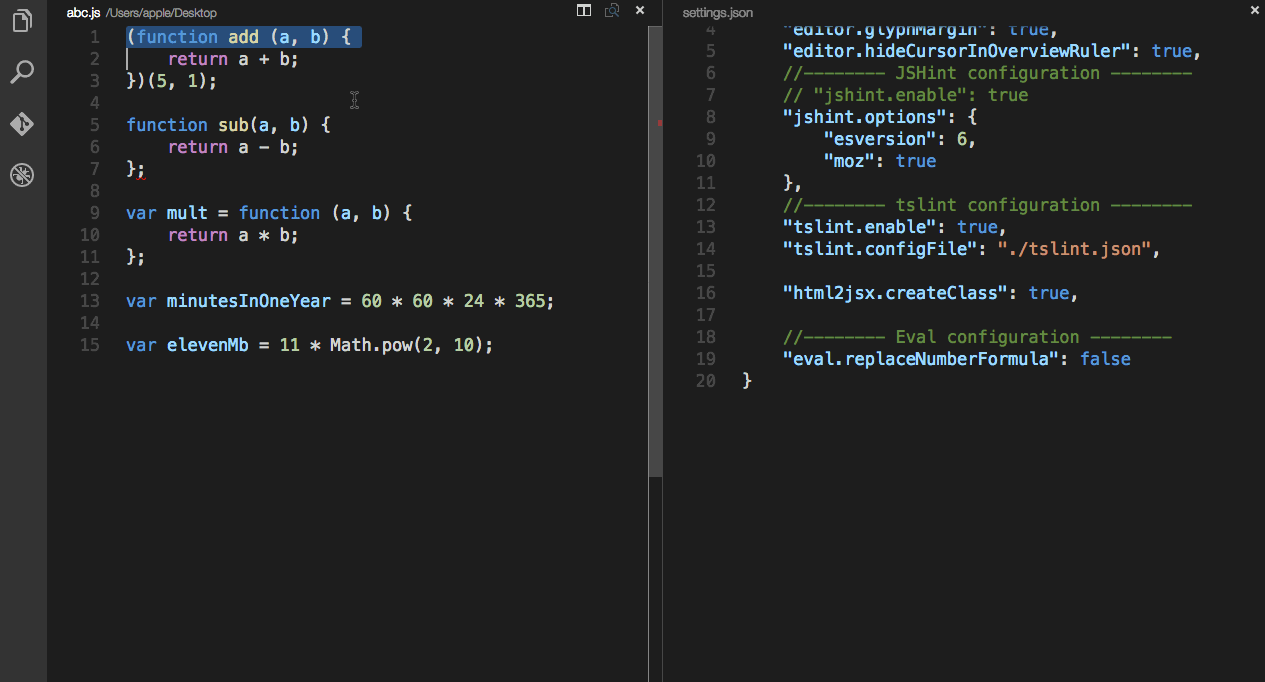 abc.js /Users/apple/Desktop
1 (function add (a, b) {
2     return a + b;
3 })(5, 1);
4
5 function sub(a, b) {
6     return a - b;
7 };
8
9 var mult = function (a, b) {
10     return a * b;
11 };
12
13 var minutesInOneYear = 60 * 60 * 24 * 365;
14
15 var elevenMb = 11 * Math.pow(2, 10);
settings.json
4     "editor.glyphMargin": true,
5     "editor.hideCursorInOverviewRuler": true,
6     //-------- JSHint configuration --------
7     // "jshint.enable": true
8     "jshint.options": {
9         "esversion": 6,
10         "moz": true
11     },
12     //-------- tslint configuration --------
13     "tslint.enable": true,
14     "tslint.configFile": "./tslint.json",
15
16     "html2jsx.createClass": true,
17
18     //-------- Eval configuration --------
19     "eval.replaceNumberFormula": false
20 }